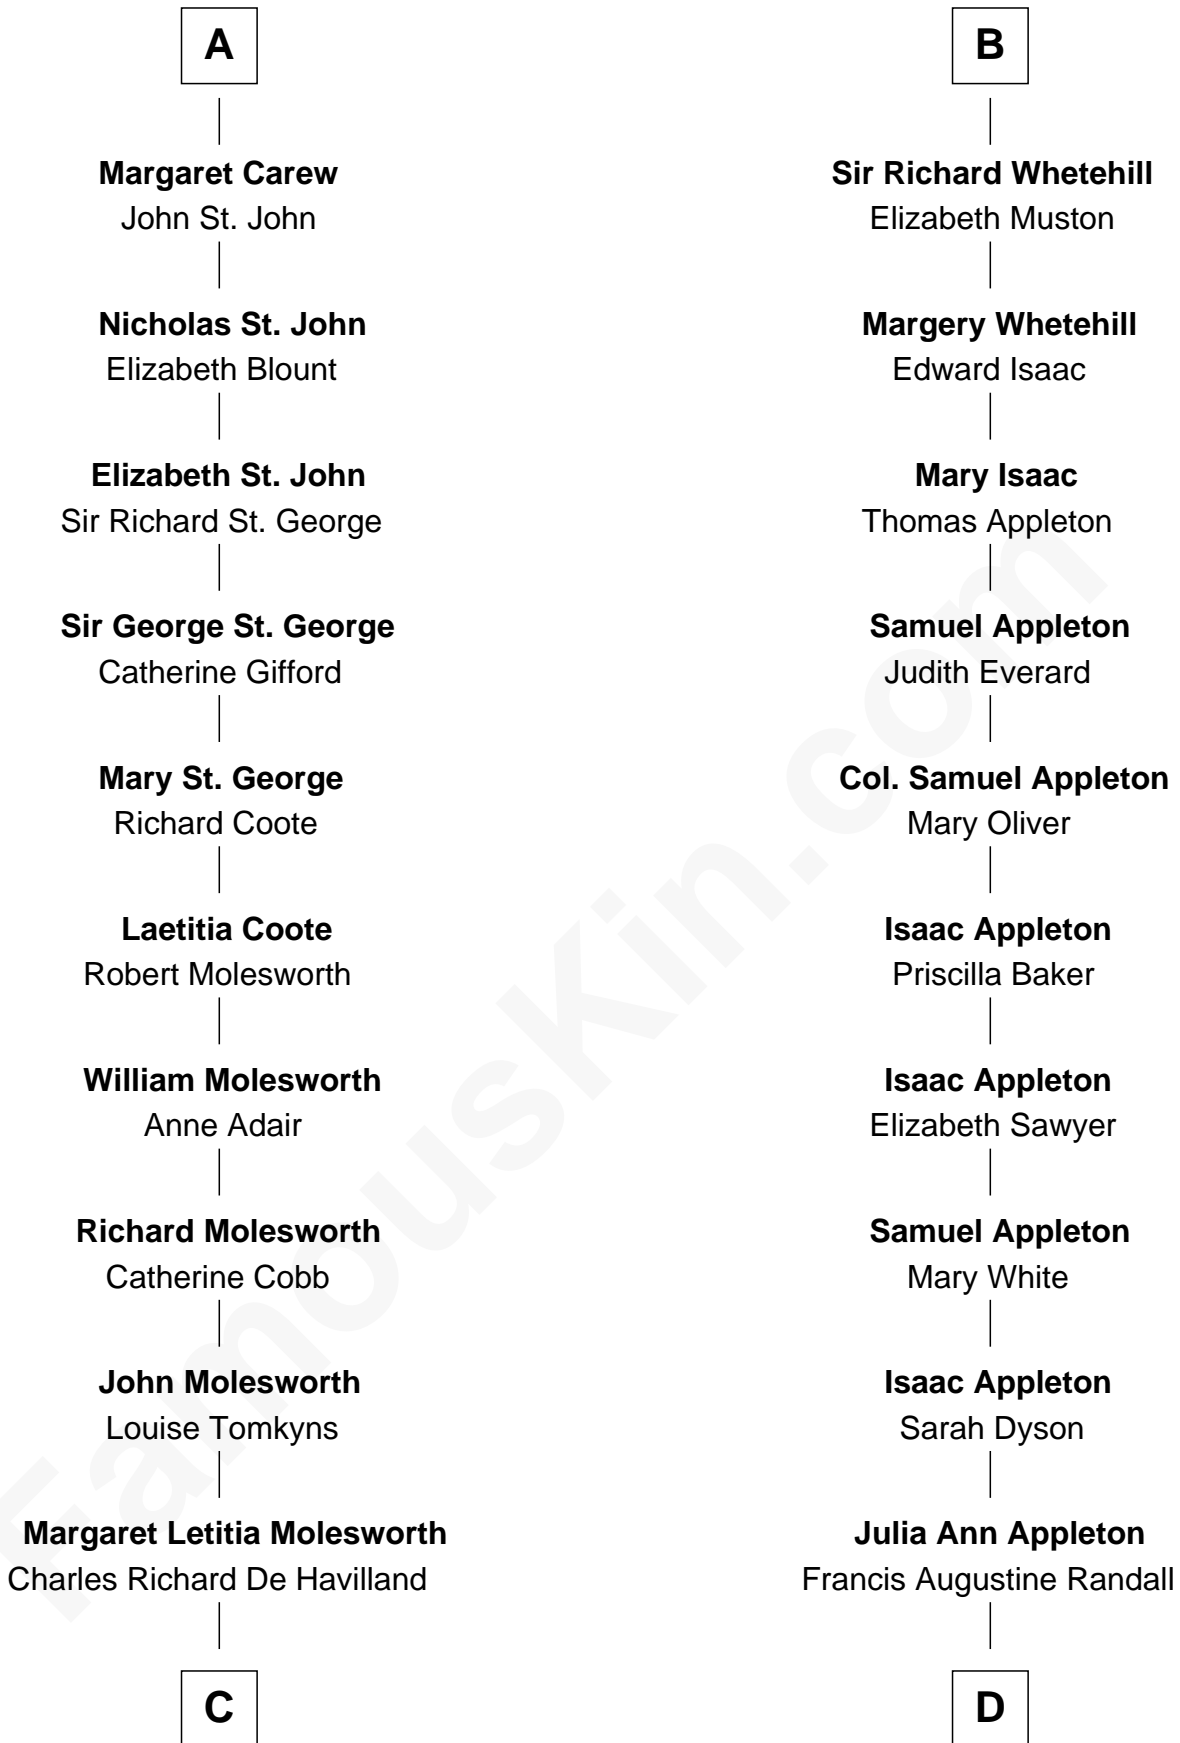 A
Margaret Carew
John St. John
Nicholas St. John
Elizabeth Blount
Elizabeth St. John
Sir Richard St. George
Sir George St. George
Catherine Gifford
Mary St. George
Richard Coote
Laetitia Coote
Robert Molesworth
William Molesworth
Anne Adair
Richard Molesworth
Catherine Cobb
John Molesworth
Louise Tomkyns
Margaret Letitia Molesworth
Charles Richard De Havilland
C
B
Sir Richard Whetehill
Elizabeth Muston
Margery Whetehill
Edward Isaac
Mary Isaac
Thomas Appleton
Samuel Appleton
Judith Everard
Col. Samuel Appleton
Mary Oliver
Isaac Appleton
Priscilla Baker
Isaac Appleton
Elizabeth Sawyer
Samuel Appleton
Mary White
Isaac Appleton
Sarah Dyson
Julia Ann Appleton
Francis Augustine Randall
D
FamousKin.com